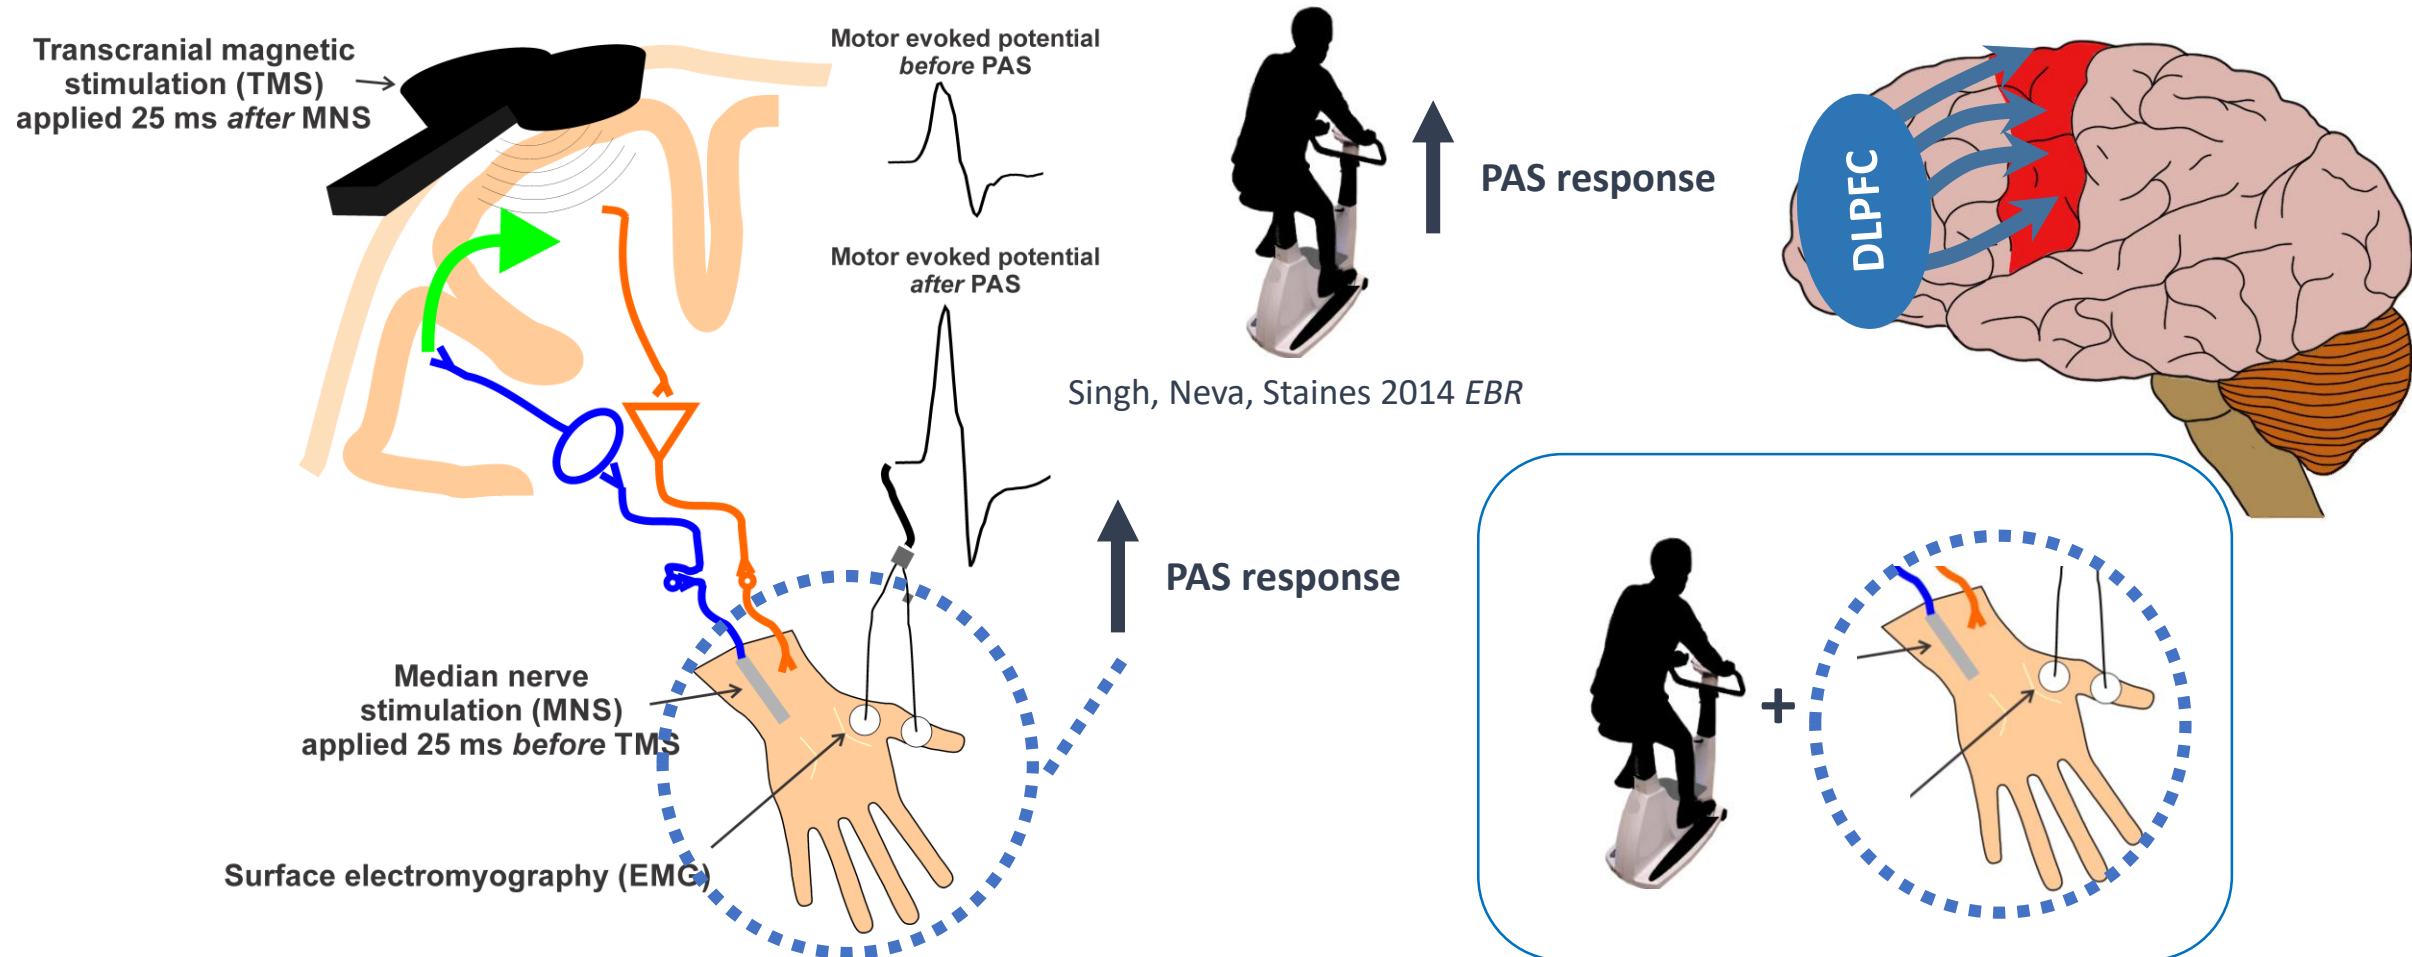 Transcranial magnetic
stimulation (TMS)
applied 25 ms after MNS
Motor evoked potential
before PAS
Motor evoked potential
after PAS
PAS response
Singh, Neva, Staines 2014 EBR
DLPFC
PAS response
Median nerve
stimulation (MNS)
applied 25 ms before TMS
Surface electromyography (EMG)
+